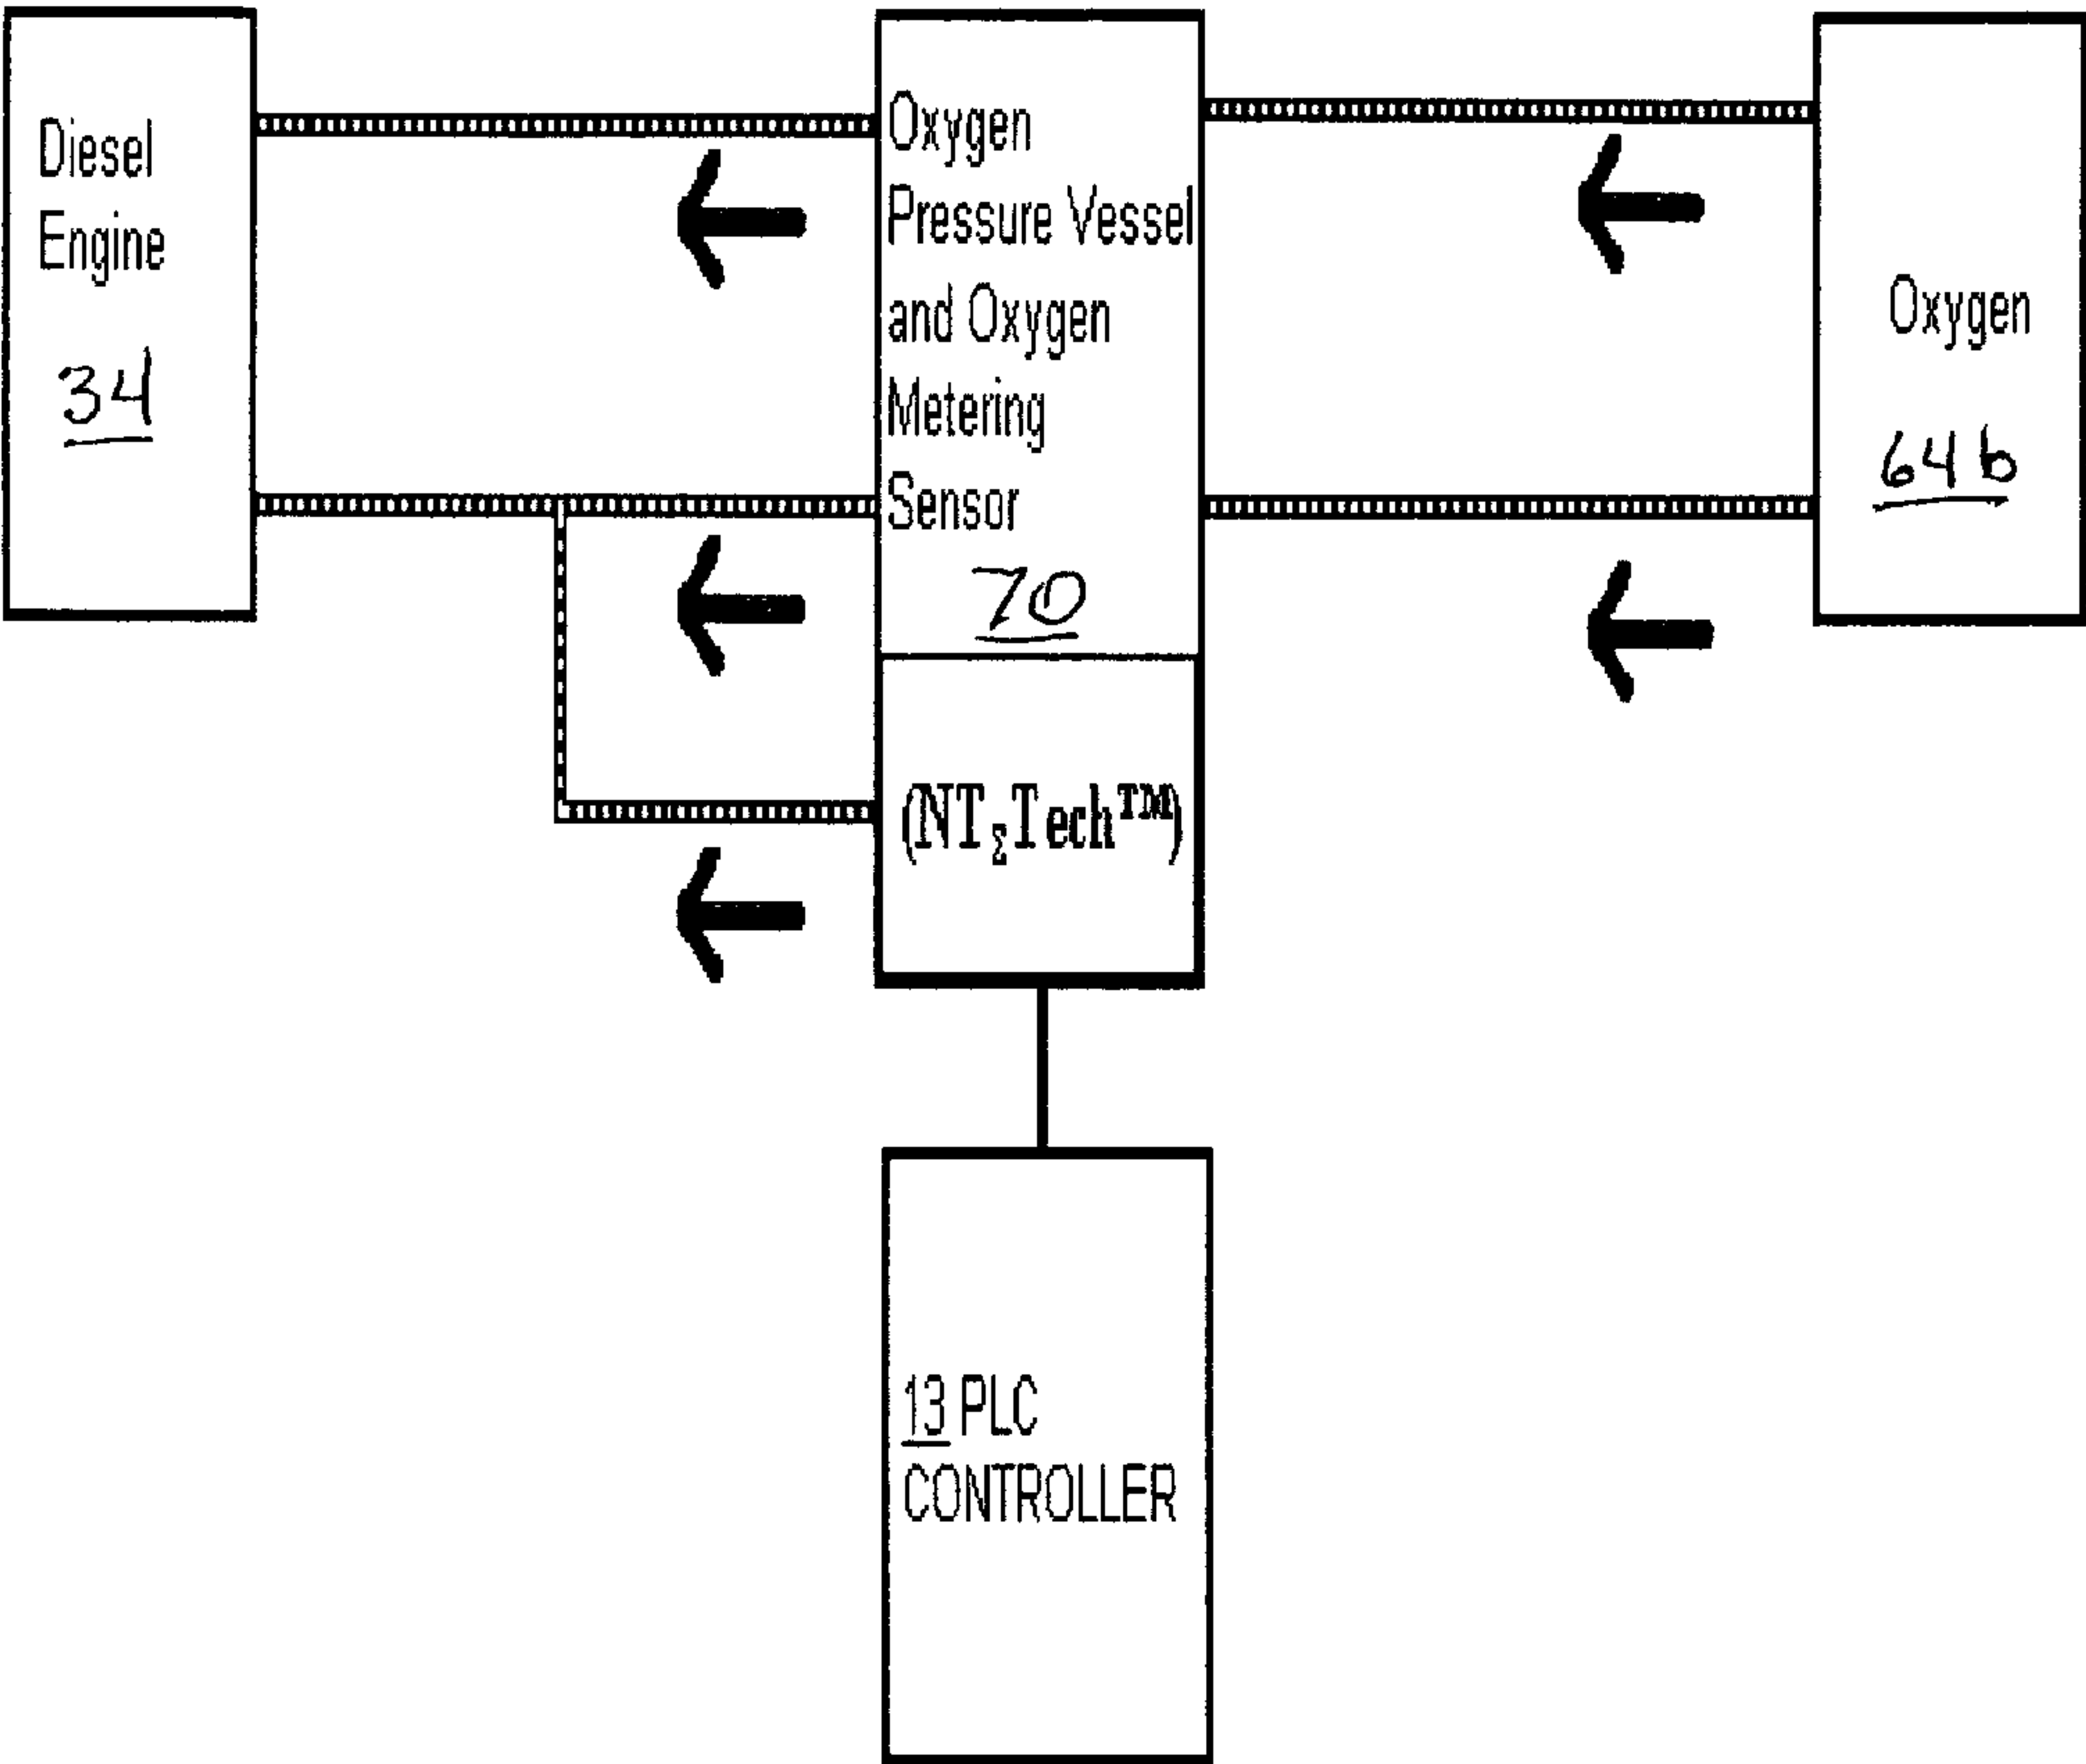 Diesel
Engine
34
Oxygen
Pressure Vessel
and Oxygen
Metering
Sensor
70
(NT₂Tech™)
Oxygen
64b
13 PLC
CONTROLLER